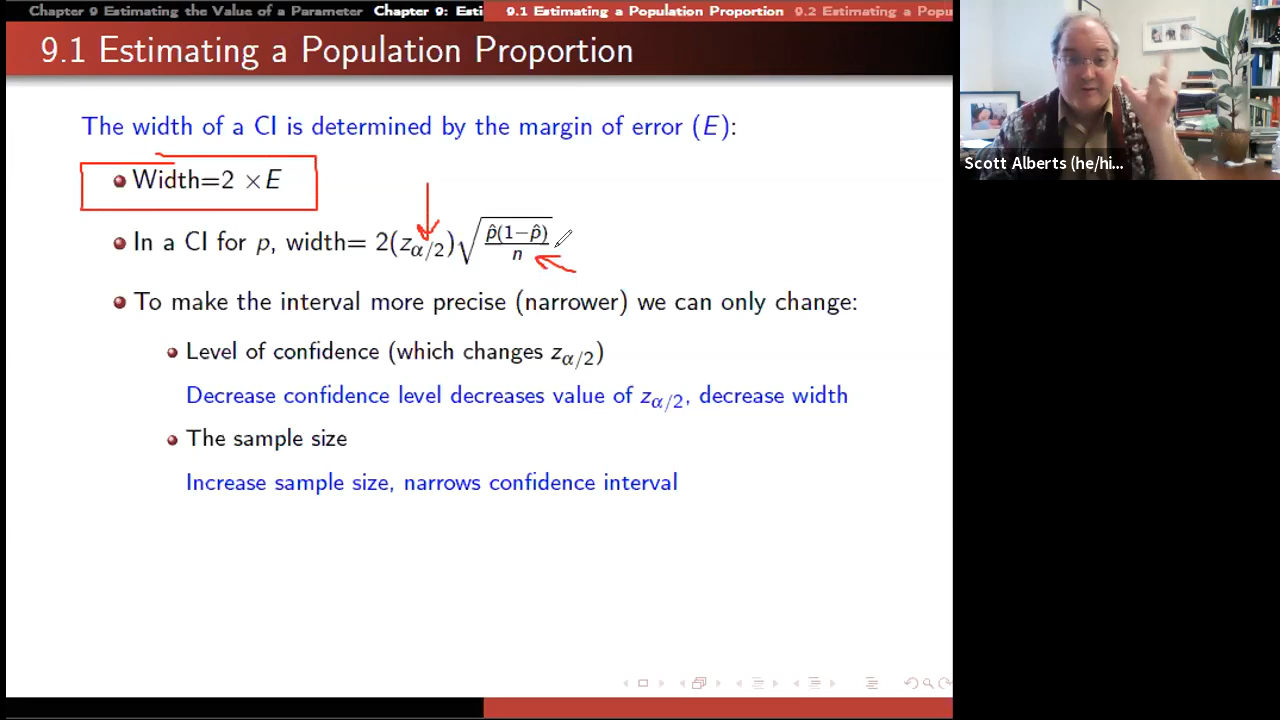 Chapter 9 Estimating the Value of a Parameter Chapter 9: Esti 9.1 Estimating a Population Proportion 9.2 Estimating a Popu
9.1 Estimating a Population Proportion
The width of a CI is determined by the margin of error (E):
Width=2 ×E
In a CI for p, width= 2(z_{α/2})√(p̂(1−p̂)/n)
To make the interval more precise (narrower) we can only change:
Level of confidence (which changes z_{α/2})
Decrease confidence level decreases value of z_{α/2}, decrease width
The sample size
Increase sample size, narrows confidence interval
Scott Alberts (he/hi...